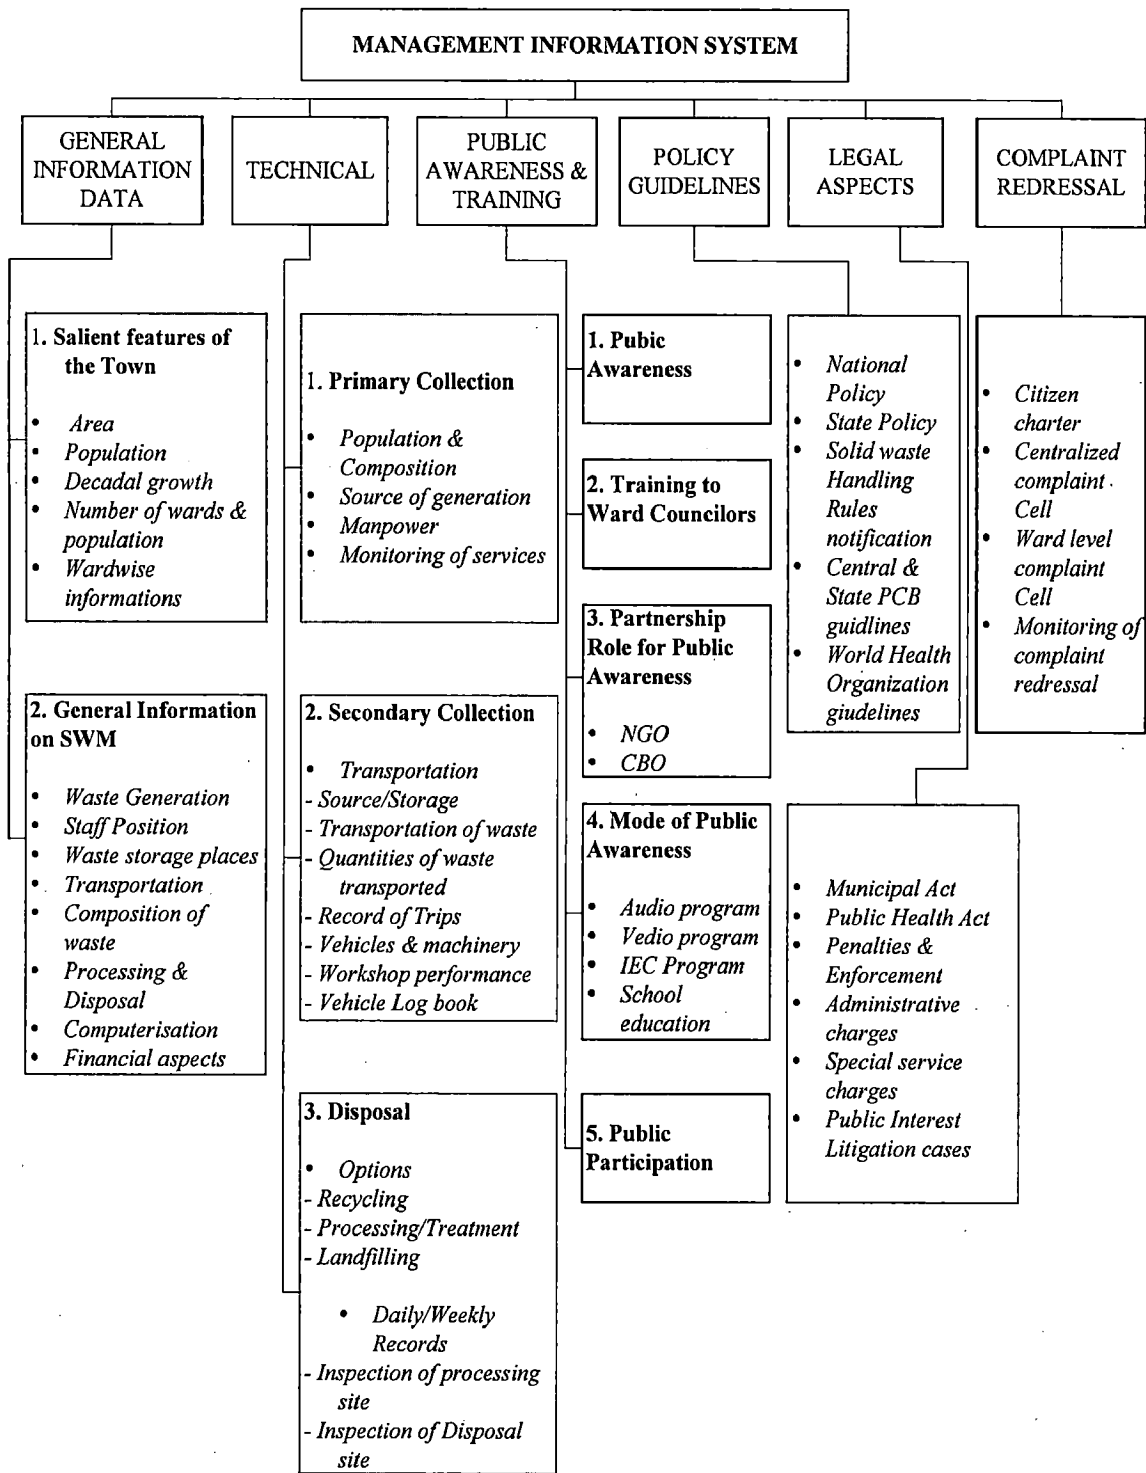 MANAGEMENT INFORMATION SYSTEM
GENERAL
INFORMATION
DATA
TECHNICAL
PUBLIC
AWARENESS &
TRAINING
POLICY
GUIDELINES
LEGAL
ASPECTS
COMPLAINT
REDRESSAL
1. Salient features of
the Town
• Area
• Population
• Decadal growth
• Number of wards &
population
• Wardwise
informations
2. General Information
on SWM
• Waste Generation
• Staff Position
• Waste storage places
• Transportation
• Composition of
waste
• Processing &
Disposal
• Computerisation
• Financial aspects
1. Primary Collection
• Population &
Composition
• Source of generation
• Manpower
• Monitoring of services
2. Secondary Collection
• Transportation
- Source/Storage
- Transportation of waste
- Quantities of waste
transported
- Record of Trips
- Vehicles & machinery
- Workshop performance
- Vehicle Log book
3. Disposal
• Options
- Recycling
- Processing/Treatment
- Landfilling
• Daily/Weekly
Records
- Inspection of processing
site
- Inspection of Disposal
site
1. Pubic
Awareness
2. Training to
Ward Councilors
3. Partnership
Role for Public
Awareness
• NGO
• CBO
4. Mode of Public
Awareness
• Audio program
• Vedio program
• IEC Program
• School
education
5. Public
Participation
• National
Policy
• State Policy
• Solid waste
Handling
Rules
notification
• Central &
State PCB
guidlines
• World Health
Organization
giudelines
• Municipal Act
• Public Health Act
• Penalties &
Enforcement
• Administrative
charges
• Special service
charges
• Public Interest
Litigation cases
• Citizen
charter
• Centralized
complaint
Cell
• Ward level
complaint
Cell
• Monitoring of
complaint
redressal